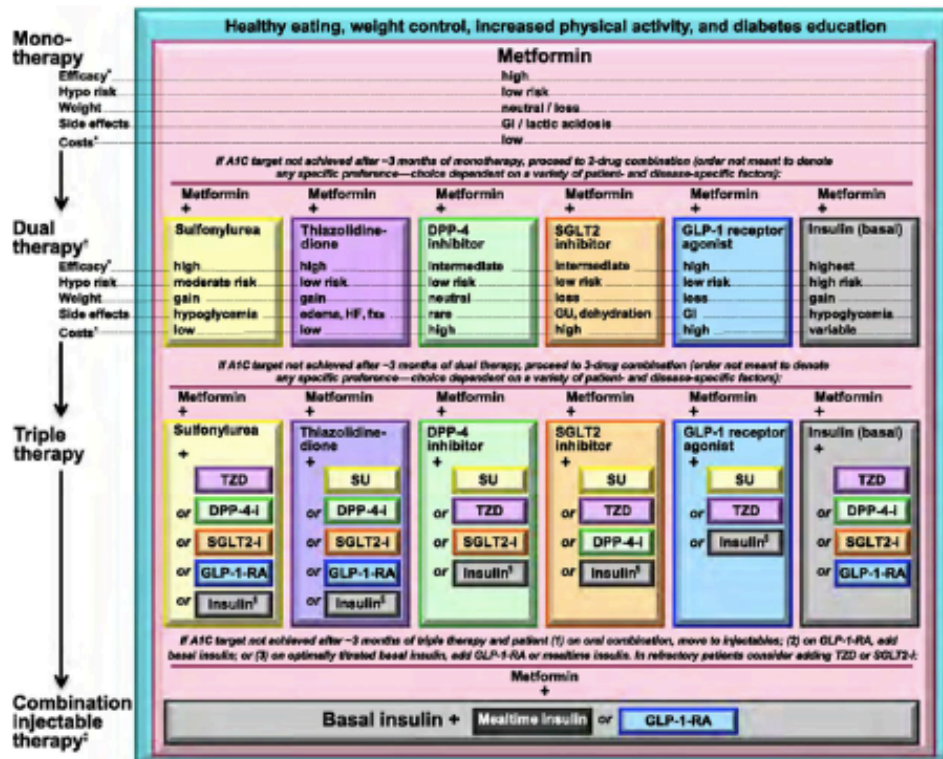 Healthy eating, weight control, increased physical activity, and diabetes education
Mono-
therapy
Metformin
Efficacy* high
Hypo risk low risk
Weight neutral / loss
Side effects GI / lactic acidosis
Costs* low
If A1C target not achieved after ~3 months of monotherapy, proceed to 2-drug combination (order not meant to denote
any specific preference—choice dependent on a variety of patient- and disease-specific factors):
Metformin Metformin Metformin Metformin Metformin Metformin
+ + + + + +
Dual
therapy†
Sulfonylurea Thiazolidine- DPP-4 SGLT2 GLP-1 receptor Insulin (basal)
dione inhibitor inhibitor agonist
Efficacy* high high intermediate intermediate high highest
Hypo risk moderate risk low risk low risk low risk low risk high risk
Weight gain gain neutral loss loss gain
Side effects hypoglycemia edema, HF, fxs rare GU, dehydration GI hypoglycemia
Costs* low low high high high variable
If A1C target not achieved after ~3 months of dual therapy, proceed to 3-drug combination (order not meant to denote
any specific preference—choice dependent on a variety of patient- and disease-specific factors):
Metformin Metformin Metformin Metformin Metformin Metformin
+ + + + + +
Triple
therapy
Sulfonylurea Thiazolidine- DPP-4 SGLT2 GLP-1 receptor Insulin (basal)
dione inhibitor inhibitor agonist
+ + + + + +
TZD SU SU SU SU TZD
or DPP-4-i or DPP-4-i or TZD or TZD or TZD or DPP-4-i
or SGLT2-i or SGLT2-i or SGLT2-i or DPP-4-i or Insulin§ or SGLT2-i
or GLP-1-RA or GLP-1-RA or Insulin§ or Insulin§ or GLP-1-RA
or Insulin§ or Insulin§
If A1C target not achieved after ~3 months of triple therapy and patient (1) on oral combination, move to injectables; (2) on GLP-1-RA, add
basal insulin; or (3) on optimally titrated basal insulin, add GLP-1-RA or mealtime insulin. In refractory patients consider adding TZD or SGLT2-i:
Metformin
+
Combination
injectable
therapy‡
Basal insulin + Mealtime Insulin or GLP-1-RA